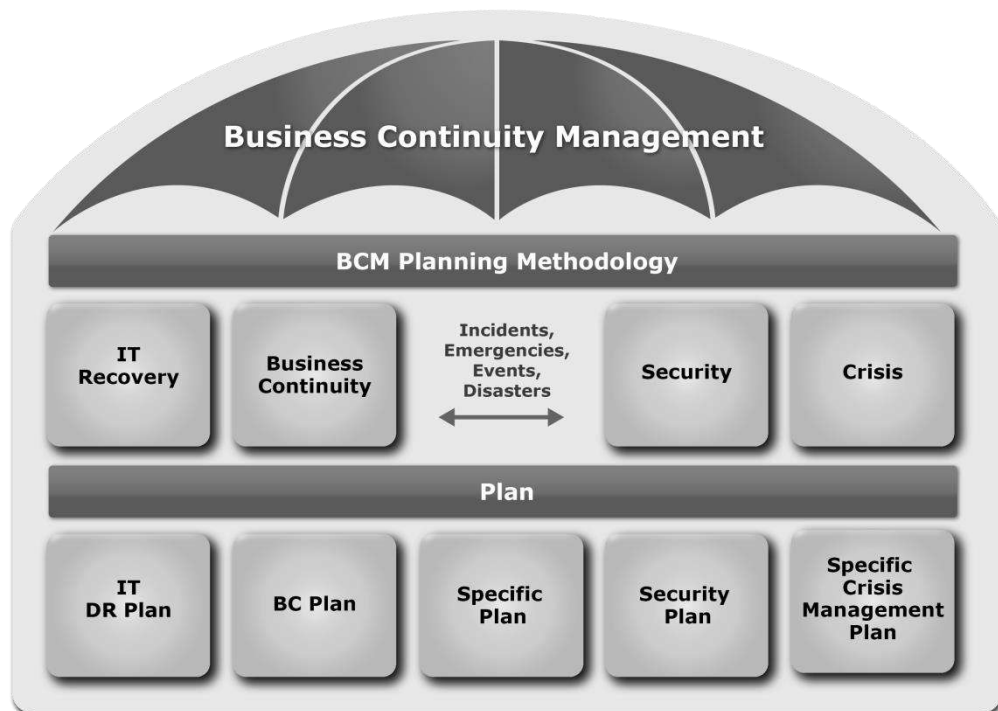 Business Continuity Management
BCM Planning Methodology
IT
Recovery
Business
Continuity
Incidents,
Emergencies,
Events,
Disasters
Security
Crisis
Plan
IT
DR Plan
BC Plan
Specific
Plan
Security
Plan
Specific
Crisis
Management
Plan